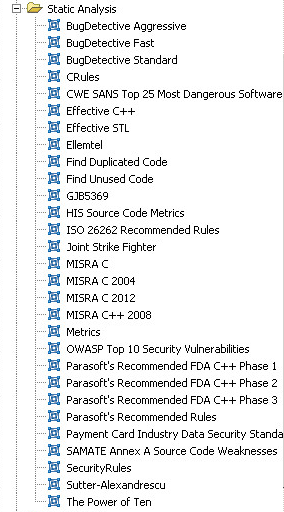 Static Analysis
BugDetective Aggressive
BugDetective Fast
BugDetective Standard
CRules
CWE SANS Top 25 Most Dangerous Software
Effective C++
Effective STL
Ellemtel
Find Duplicated Code
Find Unused Code
GJB5369
HIS Source Code Metrics
ISO 26262 Recommended Rules
Joint Strike Fighter
MISRA C
MISRA C 2004
MISRA C 2012
MISRA C++ 2008
Metrics
OWASP Top 10 Security Vulnerabilities
Parasoft's Recommended FDA C++ Phase 1
Parasoft's Recommended FDA C++ Phase 2
Parasoft's Recommended FDA C++ Phase 3
Parasoft's Recommended Rules
Payment Card Industry Data Security Standa
SAMATE Annex A Source Code Weaknesses
SecurityRules
Sutter-Alexandrescu
The Power of Ten